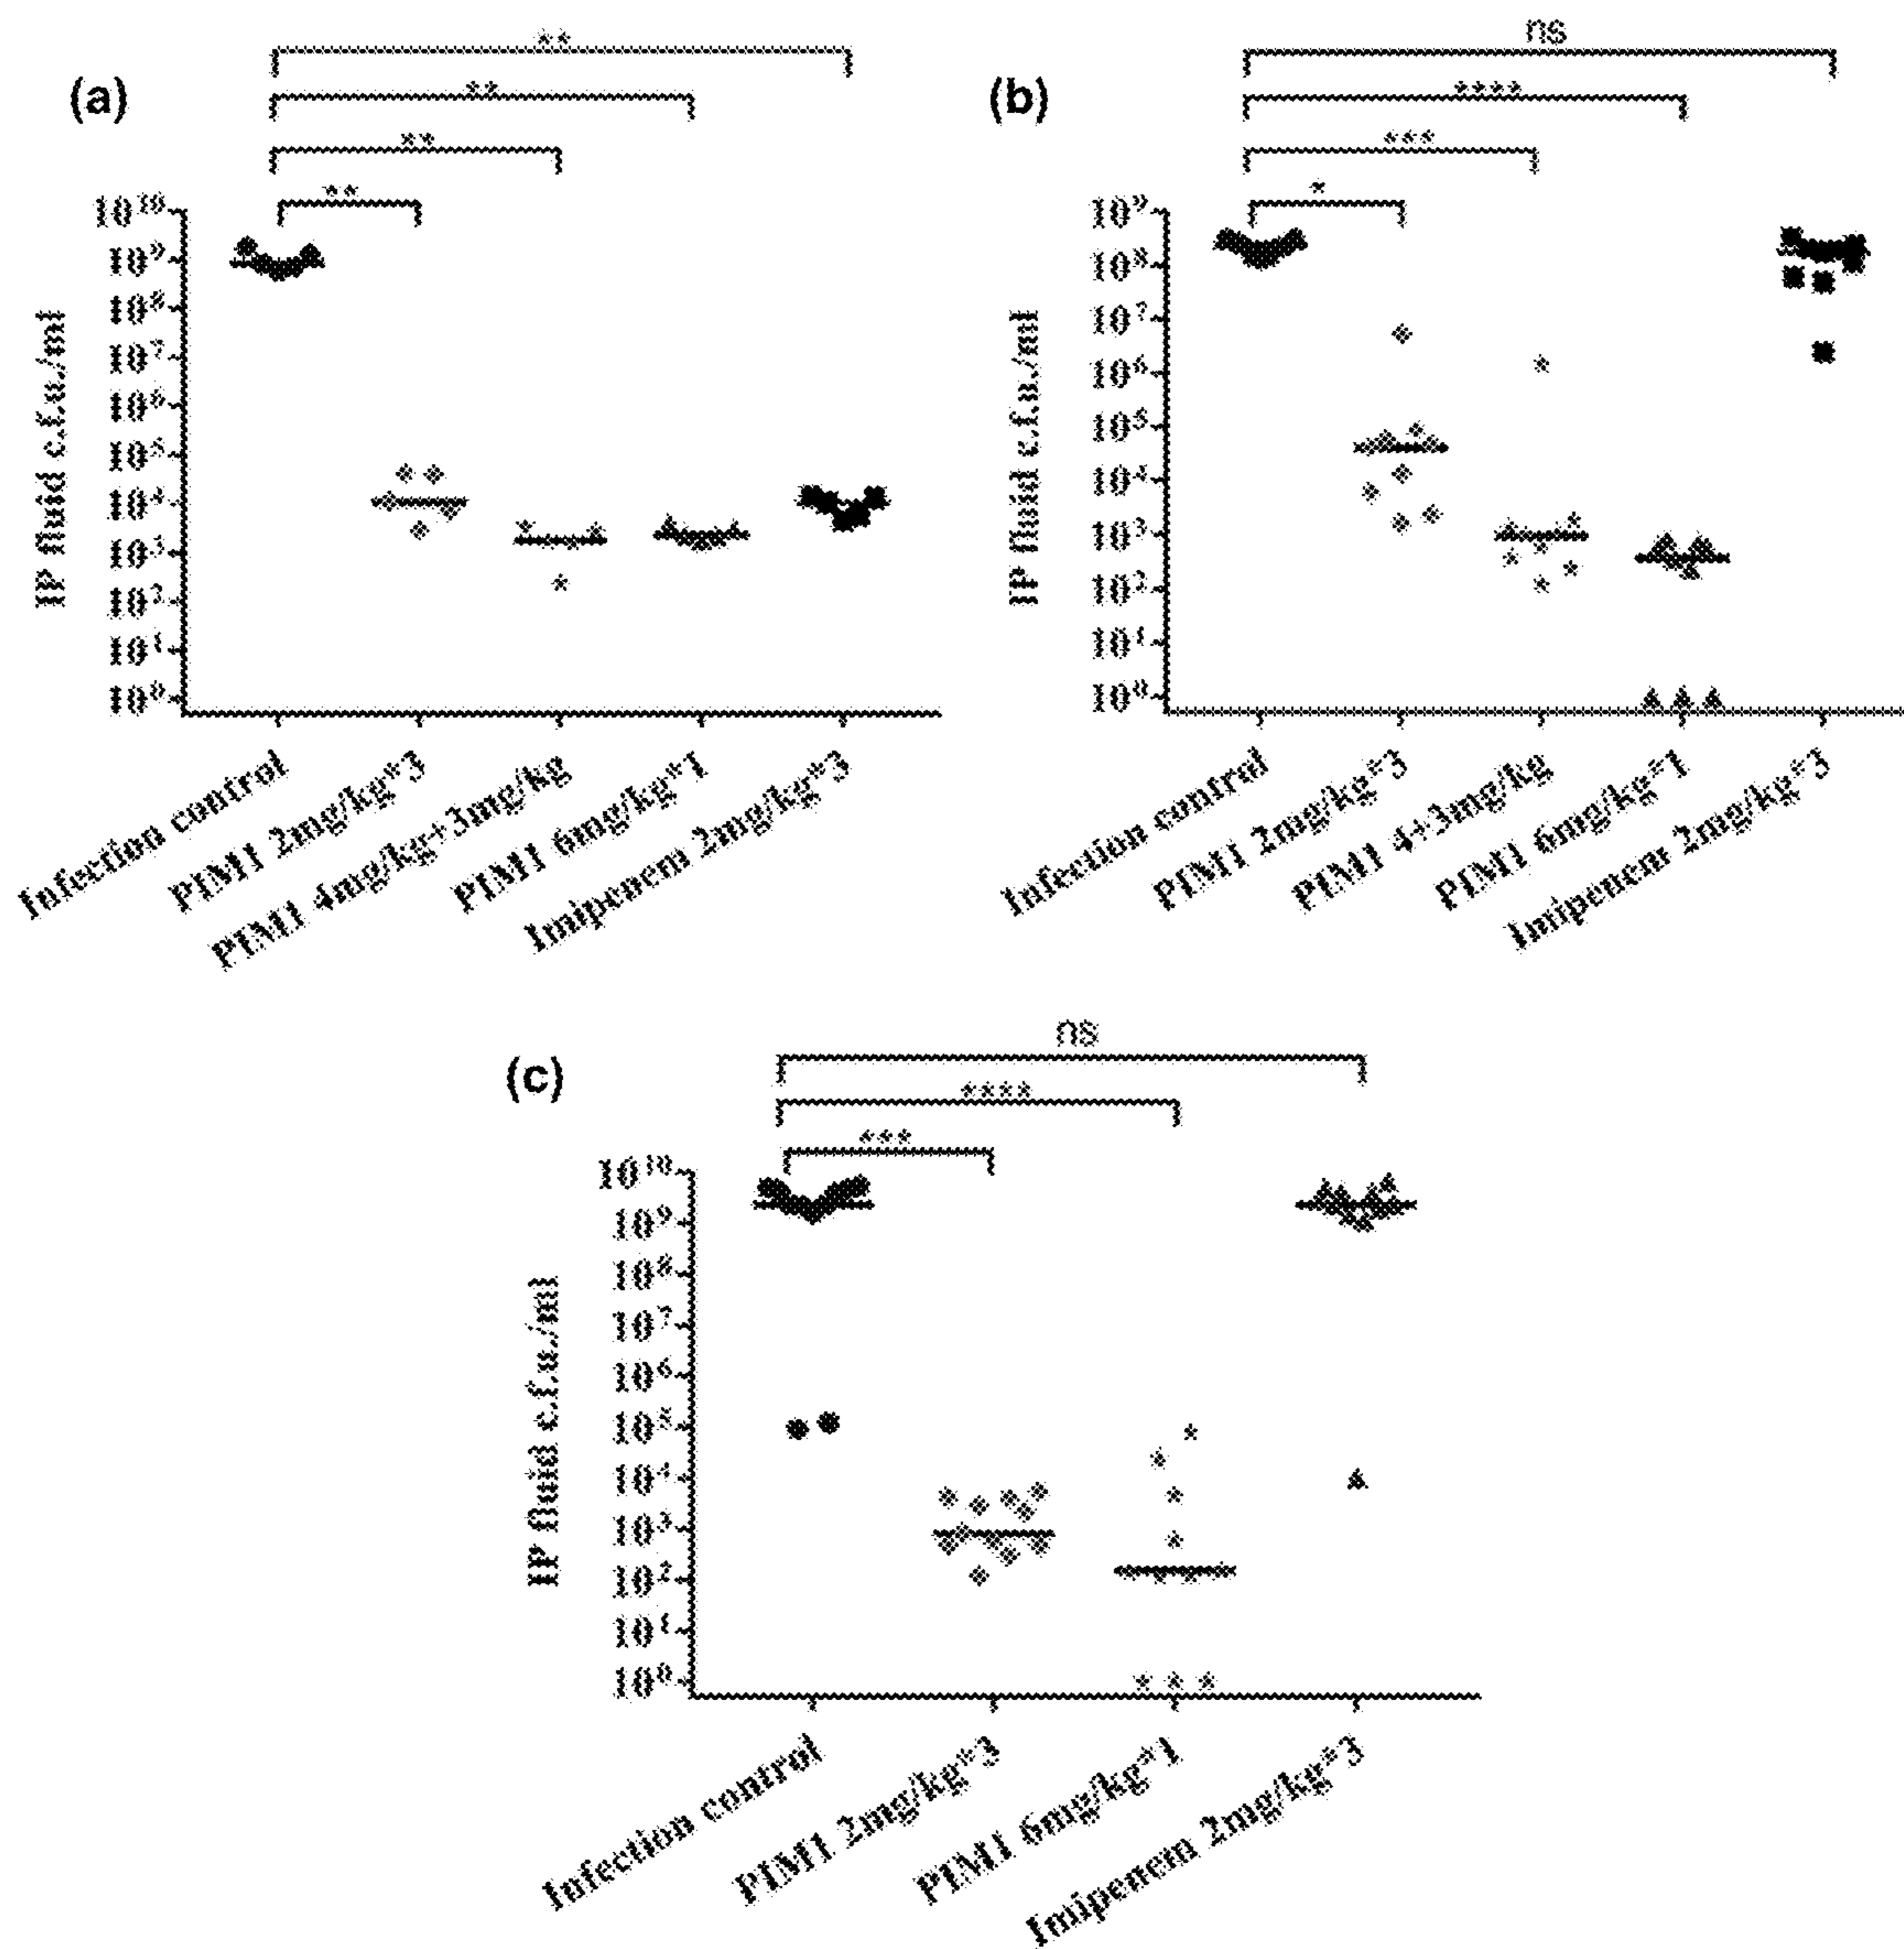 (a)
**
**
**
**
IP fluid c.f.u./ml
10¹⁰
10⁹
10⁸
10⁷
10⁶
10⁵
10⁴
10³
10²
10¹
10⁰
Infection control
PIM1 2mg/kg*3
PIM1 4mg/kg+3mg/kg
PIM1 6mg/kg*1
Imipenem 2mg/kg*3
(b)
ns
****
***
*
IP fluid c.f.u./ml
10⁹
10⁸
10⁷
10⁶
10⁵
10⁴
10³
10²
10¹
10⁰
Infection control
PIM1 2mg/kg*3
PIM1 4+3mg/kg
PIM1 6mg/kg*1
Imipenem 2mg/kg*3
(c)
ns
****
***
IP fluid c.f.u./ml
10¹⁰
10⁹
10⁸
10⁷
10⁶
10⁵
10⁴
10³
10²
10¹
10⁰
Infection control
PIM1 2mg/kg*3
PIM1 6mg/kg*1
Imipenem 2mg/kg*3